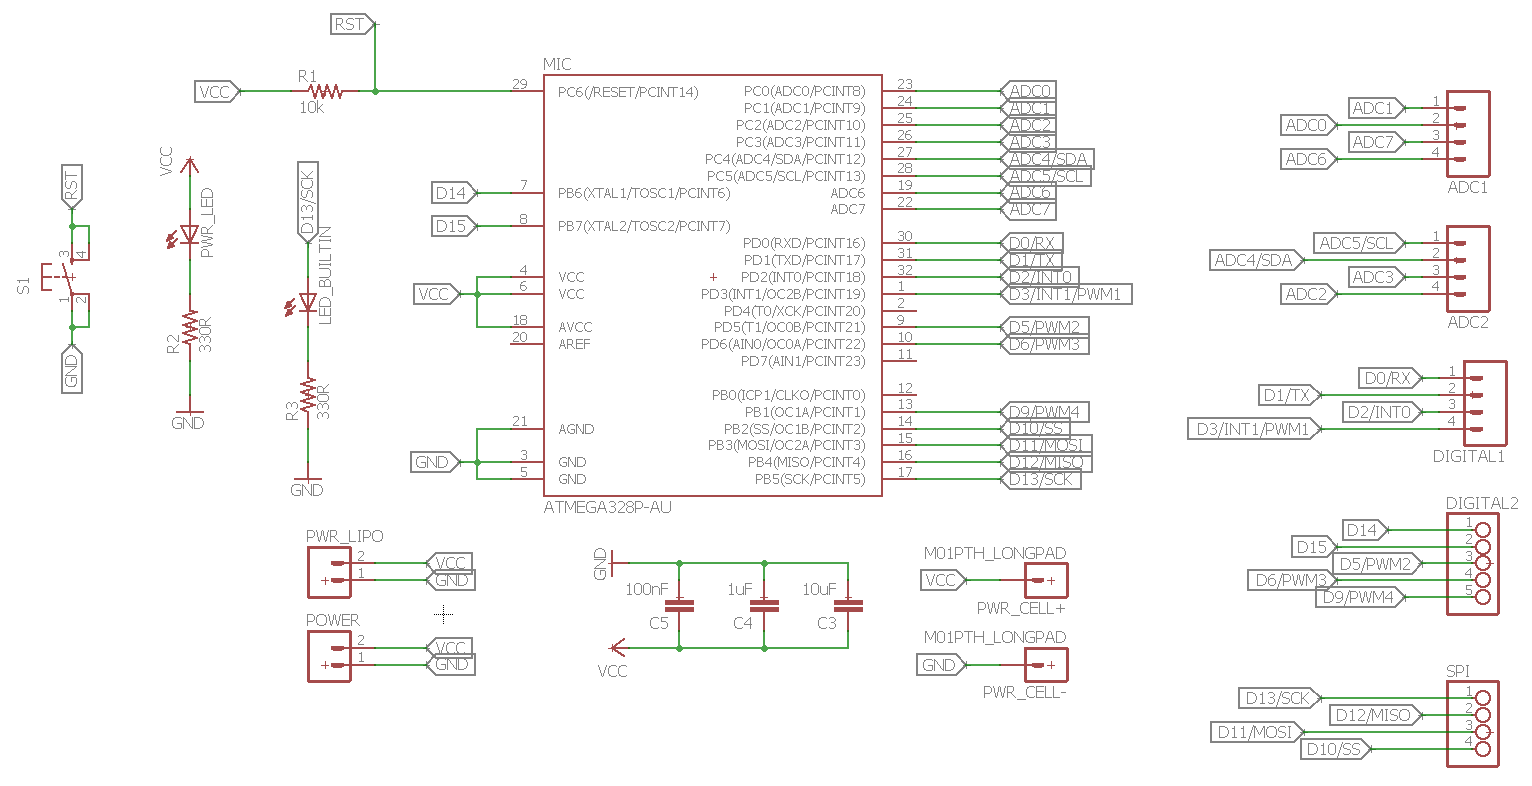 RST
MIC
VCC
R1
10k
29
PC6(/RESET/PCINT14)
D14
7
PB6(XTAL1/TOSC1/PCINT6)
D15
8
PB7(XTAL2/TOSC2/PCINT7)
VCC
4
VCC
6
VCC
18
AVCC
20
AREF
GND
21
AGND
3
GND
5
GND
ATMEGA328P-AU
PC0(ADC0/PCINT8)
23
ADC0
PC1(ADC1/PCINT9)
24
ADC1
PC2(ADC2/PCINT10)
25
ADC2
PC3(ADC3/PCINT11)
26
ADC3
PC4(ADC4/SDA/PCINT12)
27
ADC4/SDA
PC5(ADC5/SCL/PCINT13)
28
ADC5/SCL
ADC6
19
ADC6
ADC7
22
ADC7
PD0(RXD/PCINT16)
30
D0/RX
PD1(TXD/PCINT17)
31
D1/TX
PD2(INT0/PCINT18)
32
D2/INT0
PD3(INT1/OC2B/PCINT19)
1
D3/INT1/PWM1
PD4(T0/XCK/PCINT20)
2
PD5(T1/OC0B/PCINT21)
9
D5/PWM2
PD6(AIN0/OC0A/PCINT22)
10
D6/PWM3
PD7(AIN1/PCINT23)
11
PB0(ICP1/CLKO/PCINT0)
12
PB1(OC1A/PCINT1)
13
D9/PWM4
PB2(SS/OC1B/PCINT2)
14
D10/SS
PB3(MOSI/OC2A/PCINT3)
15
D11/MOSI
PB4(MISO/PCINT4)
16
D12/MISO
PB5(SCK/PCINT5)
17
D13/SCK
RST
S1
3
4
1
2
GND
VCC
PWR_LED
R2
330R
GND
D13/SCK
LED_BUILTIN
R3
330R
GND
PWR_LIPO
2
VCC
1
GND
POWER
2
VCC
1
GND
GND
100nF
1uF
10uF
C5
C4
C3
VCC
M01PTH_LONGPAD
VCC
PWR_CELL+
M01PTH_LONGPAD
GND
PWR_CELL-
ADC1
1
ADC0
2
ADC7
3
ADC6
4
ADC1
ADC5/SCL
1
ADC4/SDA
2
ADC3
3
ADC2
4
ADC2
D0/RX
1
D1/TX
2
D2/INT0
3
D3/INT1/PWM1
4
DIGITAL1
DIGITAL2
D14
1
D15
2
D5/PWM2
3
D6/PWM3
4
D9/PWM4
5
SPI
D13/SCK
1
D12/MISO
2
D11/MOSI
3
D10/SS
4